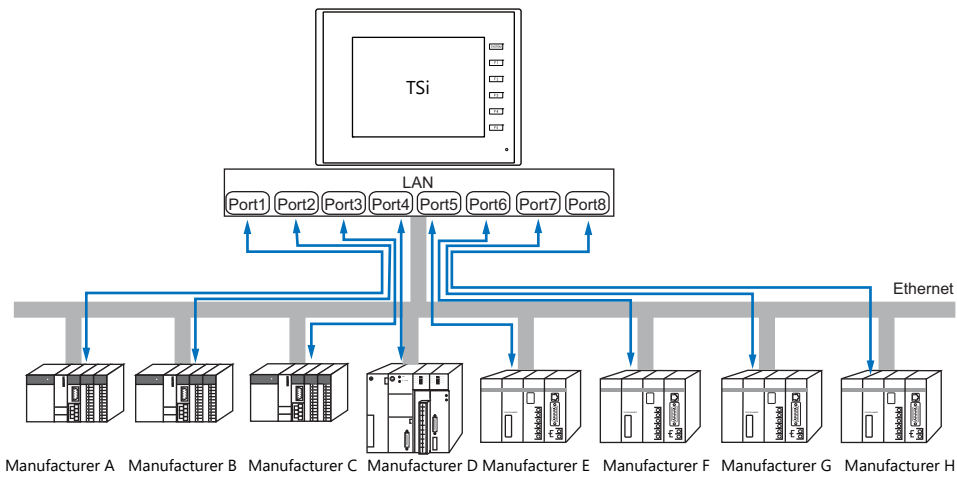 TSi
LAN
Port1 Port2 Port3 Port4 Port5 Port6 Port7 Port8
Ethernet
Manufacturer A Manufacturer B Manufacturer C Manufacturer D Manufacturer E Manufacturer F Manufacturer G Manufacturer H